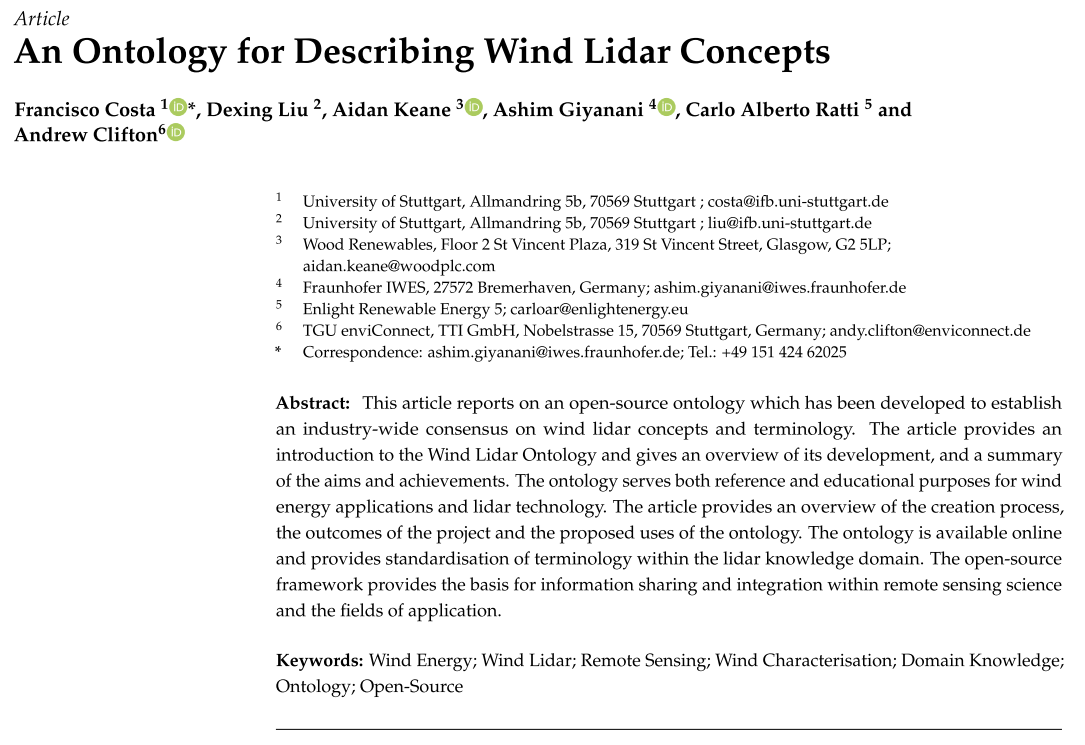 Article
An Ontology for Describing Wind Lidar Concepts
Francisco Costa 1 iD*, Dexing Liu 2, Aidan Keane 3 iD, Ashim Giyanani 4 iD, Carlo Alberto Ratti 5 and
Andrew Clifton6 iD
1 University of Stuttgart, Allmandring 5b, 70569 Stuttgart ; costa@ifb.uni-stuttgart.de
2 University of Stuttgart, Allmandring 5b, 70569 Stuttgart ; liu@ifb.uni-stuttgart.de
3 Wood Renewables, Floor 2 St Vincent Plaza, 319 St Vincent Street, Glasgow, G2 5LP;
aidan.keane@woodplc.com
4 Fraunhofer IWES, 27572 Bremerhaven, Germany; ashim.giyanani@iwes.fraunhofer.de
5 Enlight Renewable Energy 5; carloar@enlightenergy.eu
6 TGU enviConnect, TTI GmbH, Nobelstrasse 15, 70569 Stuttgart, Germany; andy.clifton@enviconnect.de
* Correspondence: ashim.giyanani@iwes.fraunhofer.de; Tel.: +49 151 424 62025
Abstract: This article reports on an open-source ontology which has been developed to establish
an industry-wide consensus on wind lidar concepts and terminology. The article provides an
introduction to the Wind Lidar Ontology and gives an overview of its development, and a summary
of the aims and achievements. The ontology serves both reference and educational purposes for wind
energy applications and lidar technology. The article provides an overview of the creation process,
the outcomes of the project and the proposed uses of the ontology. The ontology is available online
and provides standardisation of terminology within the lidar knowledge domain. The open-source
framework provides the basis for information sharing and integration within remote sensing science
and the fields of application.
Keywords: Wind Energy; Wind Lidar; Remote Sensing; Wind Characterisation; Domain Knowledge;
Ontology; Open-Source